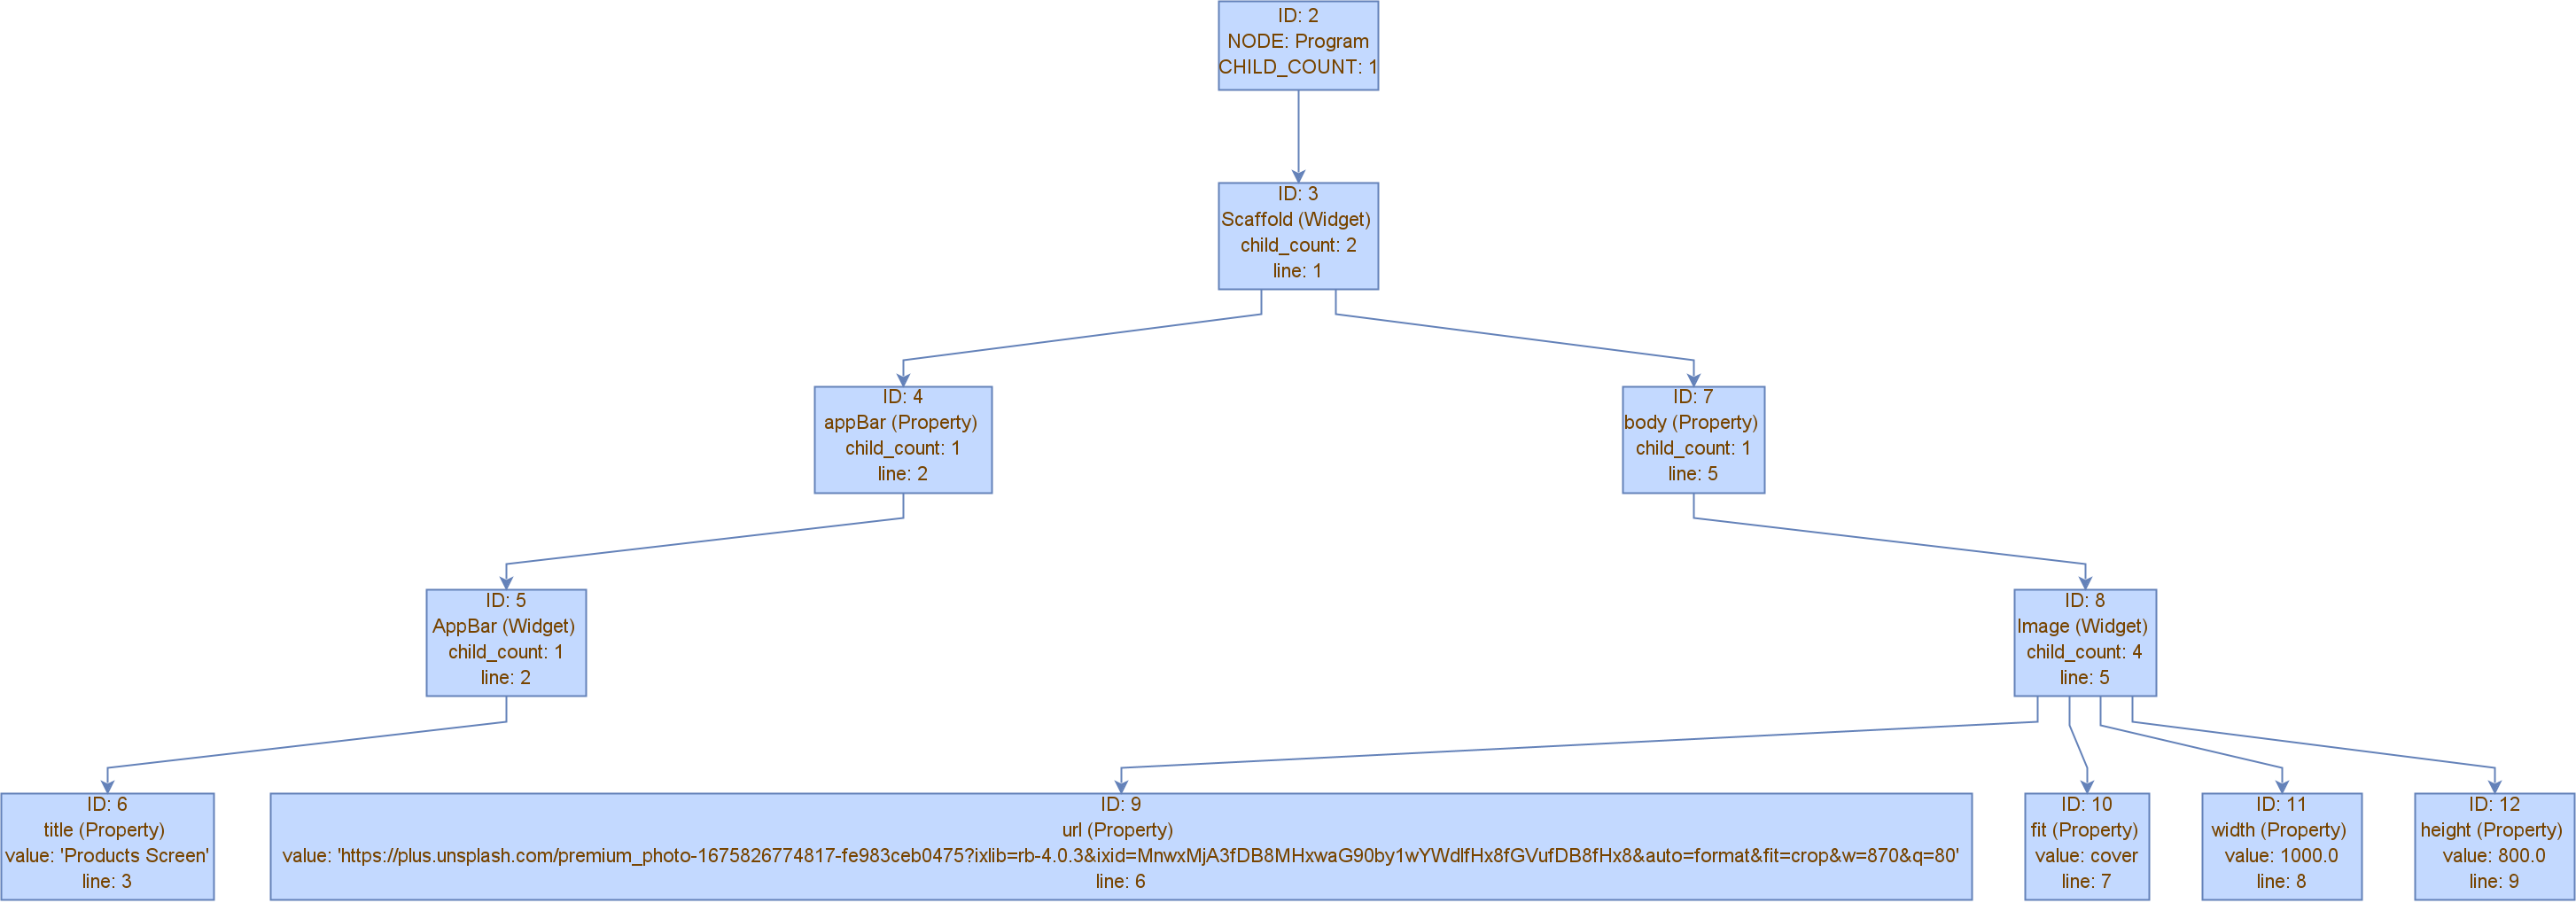 ID: 2
NODE: Program
CHILD_COUNT: 1
ID: 3
Scaffold (Widget)
child_count: 2
line: 1
ID: 4
appBar (Property)
child_count: 1
line: 2
ID: 7
body (Property)
child_count: 1
line: 5
ID: 5
AppBar (Widget)
child_count: 1
line: 2
ID: 8
Image (Widget)
child_count: 4
line: 5
ID: 6
title (Property)
value: 'Products Screen'
line: 3
ID: 9
url (Property)
value: 'https://plus.unsplash.com/premium_photo-1675826774817-fe983ceb0475?ixlib=rb-4.0.3&ixid=MnwxMjA3fDB8MHxwaG90by1wYWdlfHx8fGVufDB8fHx8&auto=format&fit=crop&w=870&q=80'
line: 6
ID: 10
fit (Property)
value: cover
line: 7
ID: 11
width (Property)
value: 1000.0
line: 8
ID: 12
height (Property)
value: 800.0
line: 9